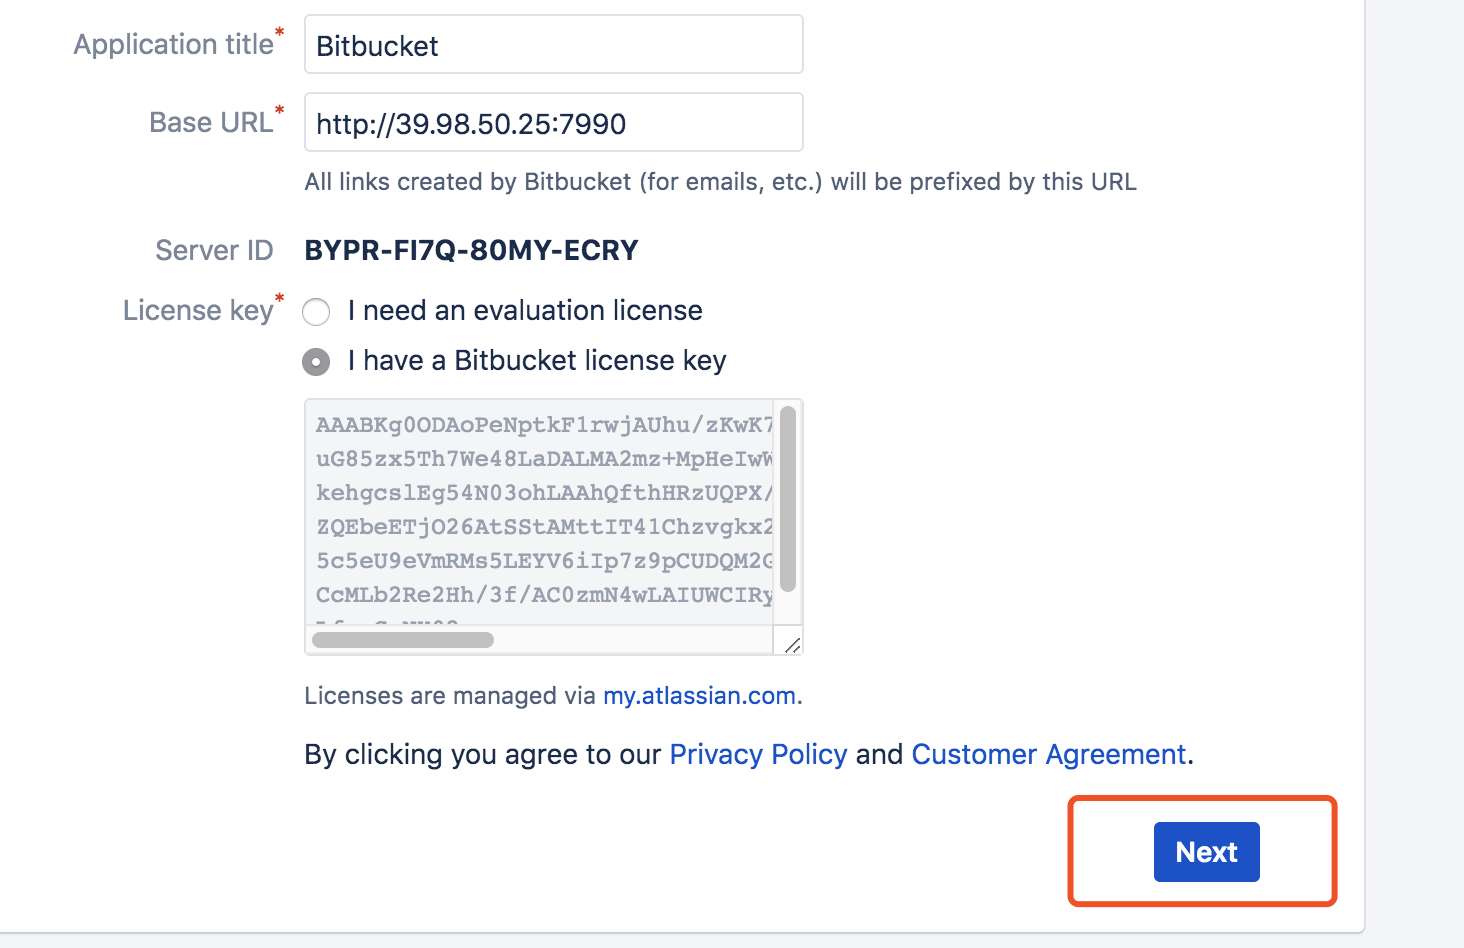 Application title*
Bitbucket
Base URL*
http://39.98.50.25:7990
All links created by Bitbucket (for emails, etc.) will be prefixed by this URL
Server ID
BYPR-FI7Q-80MY-ECRY
License key*
I need an evaluation license
I have a Bitbucket license key
AAABKg0ODAoPeNptkF1rwjAUhu/zKwK7
uG85zx5Th7We48LaDALMA2mz+MpHeIwW
kehgcslEg54N03ohLAAhQfthHRzUQPX/
ZQEbeETjO26AtSStAMttIT41Chzvgkx2
5c5eU9eVmRMs5LEYV6iIp7z9pCUDQM2G
CcMLb2Re2Hh/3f/AC0zmN4wLAIUWCIRy
Licenses are managed via my.atlassian.com.
By clicking you agree to our Privacy Policy and Customer Agreement.
Next